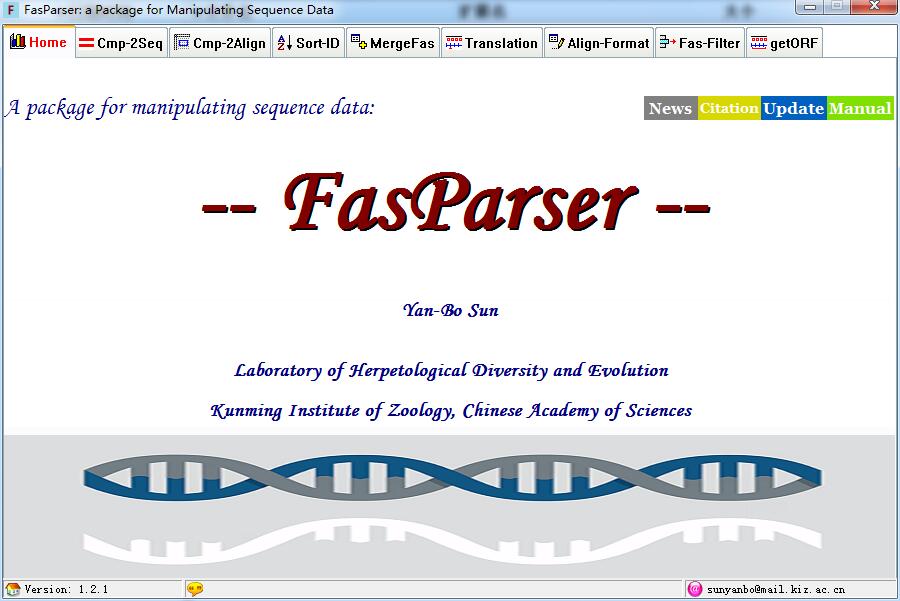 FasParser: a Package for Manipulating Sequence Data
Home Cmp-2Seq Cmp-2Align Sort-ID MergeFas Translation Align-Format Fas-Filter getORF
A package for manipulating sequence data:
News Citation Update Manual
-- FasParser --
Yan-Bo Sun
Laboratory of Herpetological Diversity and Evolution
Kunming Institute of Zoology, Chinese Academy of Sciences
Version: 1.2.1
sunyanbo@mail.kiz.ac.cn